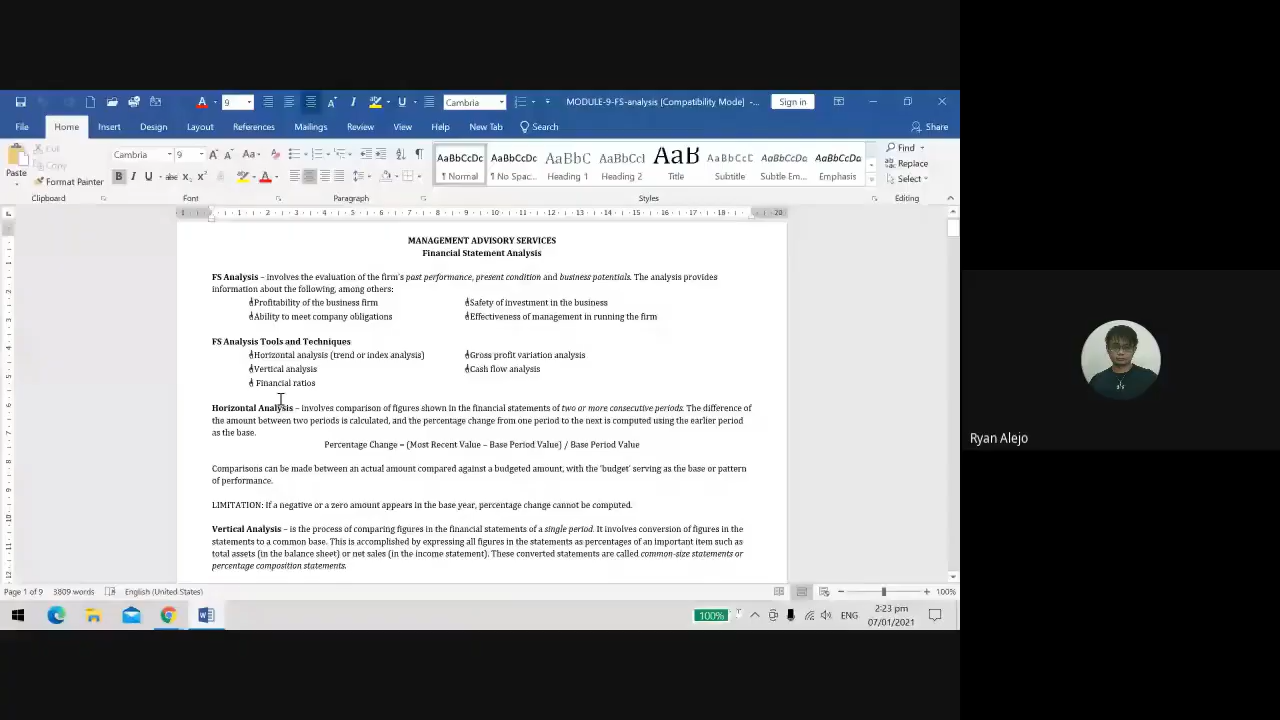 9
Cambria
MODULE-9-FS-analysis [Compatibility Mode] -...
Sign in
File
Home
Insert
Design
Layout
References
Mailings
Review
View
Help
New Tab
Search
Share
Paste
Cut
Copy
Format Painter
Clipboard
Cambria
9
Font
Paragraph
AaBbCcDc
¶ Normal
AaBbCcDc
¶ No Spac...
AaBbC
Heading 1
AaBbCcI
Heading 2
AaB
Title
AaBbCcD
Subtitle
AaBbCcDc
Subtle Em...
AaBbCcDc
Emphasis
Styles
Find
Replace
Select
Editing
MANAGEMENT ADVISORY SERVICES
Financial Statement Analysis
FS Analysis – involves the evaluation of the firm's past performance, present condition and business potentials. The analysis provides
information about the following, among others:
Profitability of the business firm
Safety of investment in the business
Ability to meet company obligations
Effectiveness of management in running the firm
FS Analysis Tools and Techniques
Horizontal analysis (trend or index analysis)
Gross profit variation analysis
Vertical analysis
Cash flow analysis
Financial ratios
Horizontal Analysis – involves comparison of figures shown in the financial statements of two or more consecutive periods. The difference of
the amount between two periods is calculated, and the percentage change from one period to the next is computed using the earlier period
as the base.
Percentage Change = (Most Recent Value – Base Period Value) / Base Period Value
Comparisons can be made between an actual amount compared against a budgeted amount, with the 'budget' serving as the base or pattern
of performance.
LIMITATION: If a negative or a zero amount appears in the base year, percentage change cannot be computed.
Vertical Analysis – is the process of comparing figures in the financial statements of a single period. It involves conversion of figures in the
statements to a common base. This is accomplished by expressing all figures in the statements as percentages of an important item such as
total assets (in the balance sheet) or net sales (in the income statement). These converted statements are called common-size statements or
percentage composition statements.
Page 1 of 9
3809 words
English (United States)
100%
100%
ENG
2:23 pm
07/01/2021
Ryan Alejo